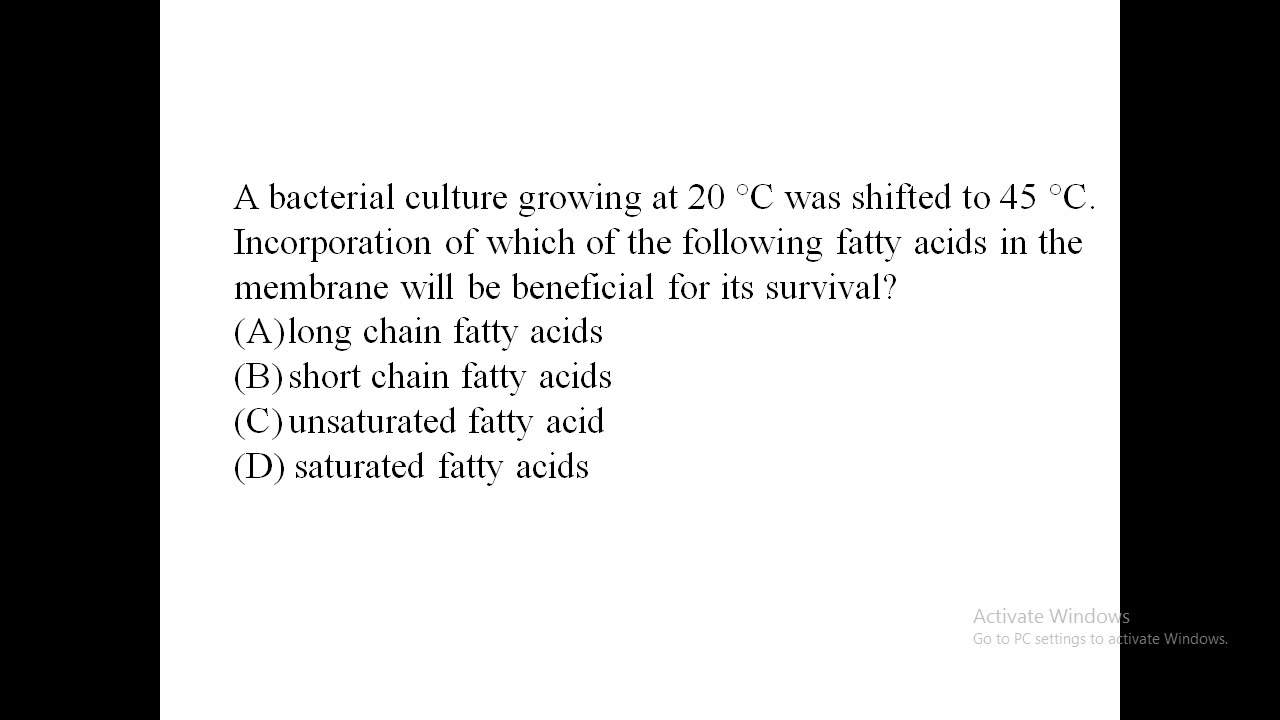 A bacterial culture growing at 20 °C was shifted to 45 °C.
Incorporation of which of the following fatty acids in the
membrane will be beneficial for its survival?
(A)long chain fatty acids
(B)short chain fatty acids
(C)unsaturated fatty acid
(D) saturated fatty acids
Activate Windows
Go to PC settings to activate Windows.